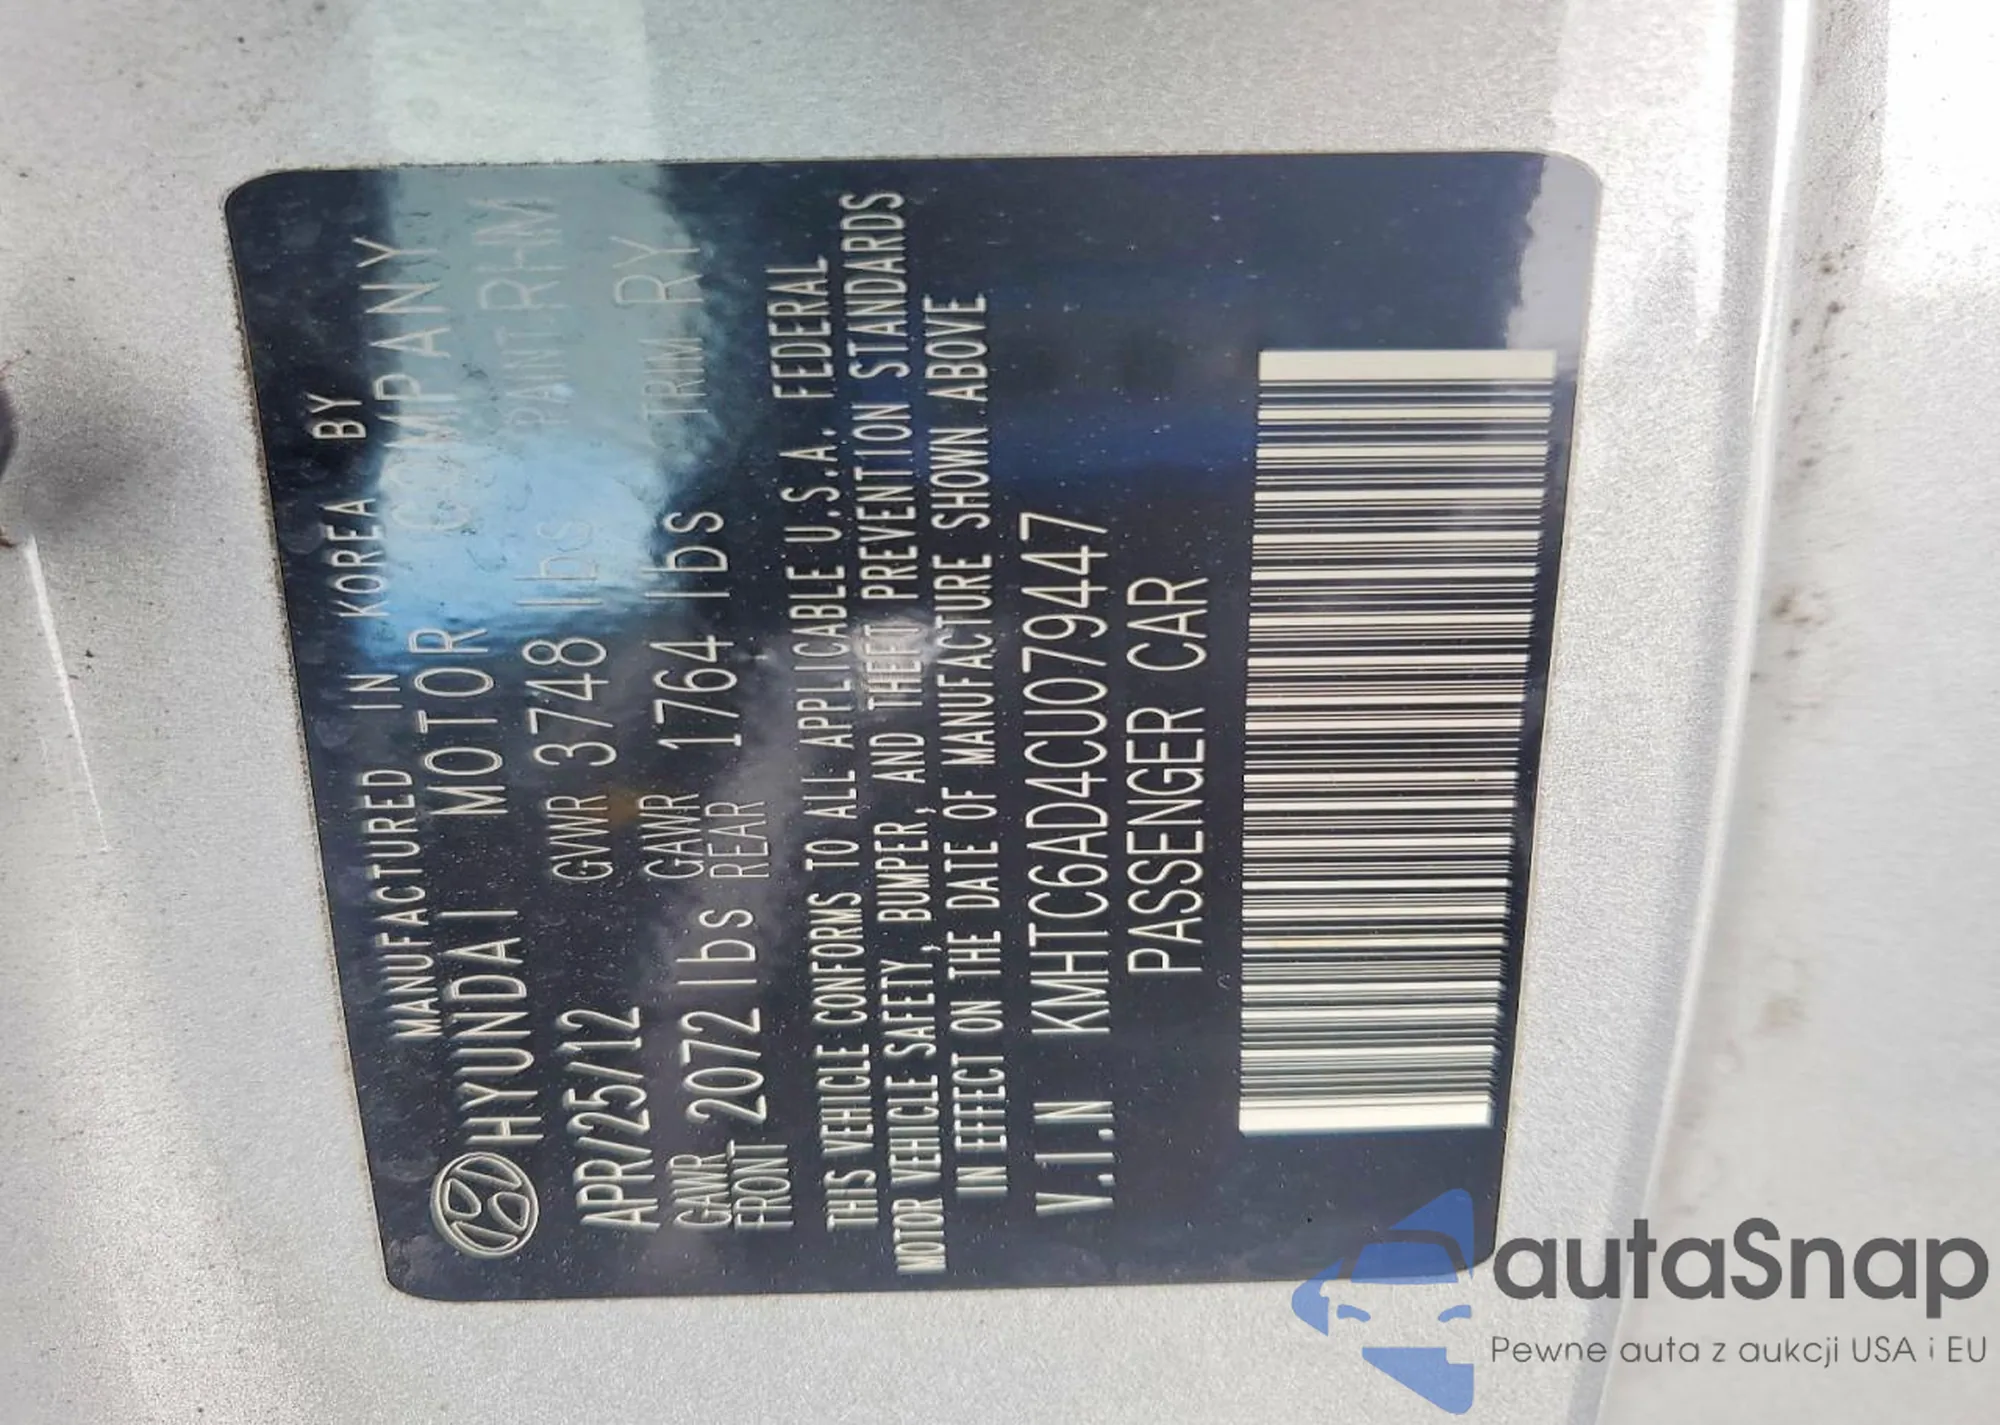 MANUFACTURED IN KOREA BY
HYUNDAI MOTOR COMPANY
APR/25/12 GVWR 3748 lbs PAINT RHM
GAWR FRONT 2072 lbs GAWR REAR 1764 lbs TRIM RY
THIS VEHICLE CONFORMS TO ALL APPLICABLE U.S.A. FEDERAL
MOTOR VEHICLE SAFETY, BUMPER, AND THEFT PREVENTION STANDARDS
IN EFFECT ON THE DATE OF MANUFACTURE SHOWN ABOVE
V.I.N KMHTC6AD4CU079447
PASSENGER CAR
autaSnap
Pewne auta z aukcji USA i EU